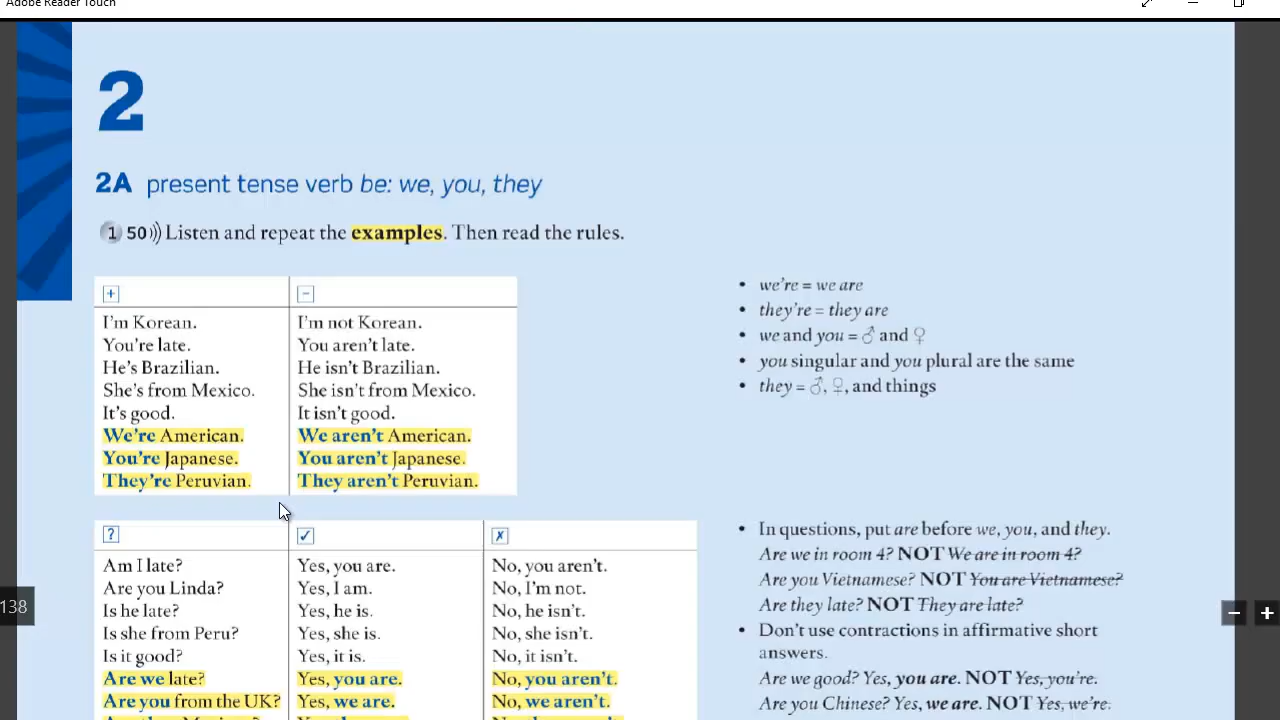 Adobe Reader Touch
2
2A present tense verb be: we, you, they
1 50 Listen and repeat the examples. Then read the rules.
+ −
I'm Korean. I'm not Korean.
You're late. You aren't late.
He's Brazilian. He isn't Brazilian.
She's from Mexico. She isn't from Mexico.
It's good. It isn't good.
We're American. We aren't American.
You're Japanese. You aren't Japanese.
They're Peruvian. They aren't Peruvian.
• we're = we are
• they're = they are
• we and you = ♂ and ♀
• you singular and you plural are the same
• they = ♂, ♀, and things
? ✓ ✗
Am I late? Yes, you are. No, you aren't.
Are you Linda? Yes, I am. No, I'm not.
Is he late? Yes, he is. No, he isn't.
Is she from Peru? Yes, she is. No, she isn't.
Is it good? Yes, it is. No, it isn't.
Are we late? Yes, you are. No, you aren't.
Are you from the UK? Yes, we are. No, we aren't.
• In questions, put are before we, you, and they.
Are we in room 4? NOT We are in room 4?
Are you Vietnamese? NOT You are Vietnamese?
Are they late? NOT They are late?
• Don't use contractions in affirmative short
answers.
Are we good? Yes, you are. NOT Yes, you're.
Are you Chinese? Yes, we are. NOT Yes, we're.
138
− +